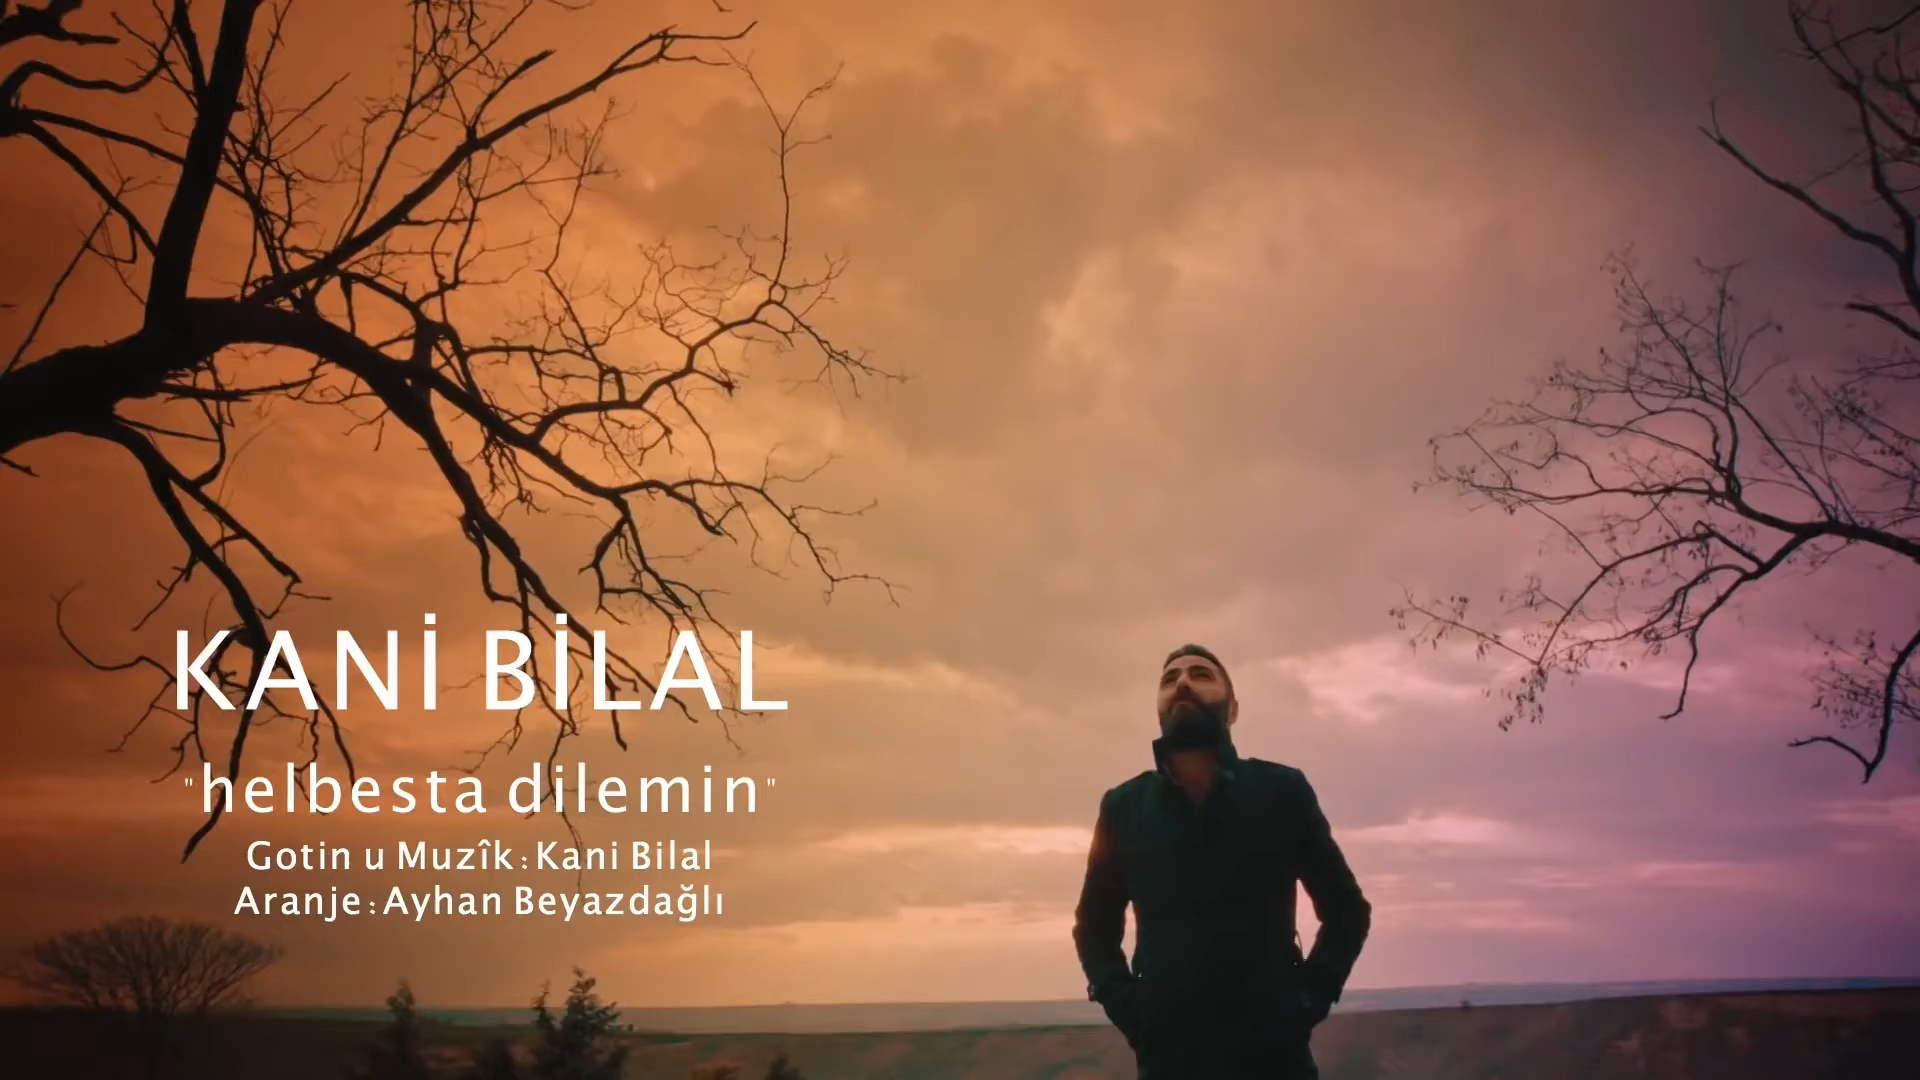 KANİ BİLAL
"helbesta dilemin"
Gotin u Muzîk:Kani Bilal
Aranje:Ayhan Beyazdağlı